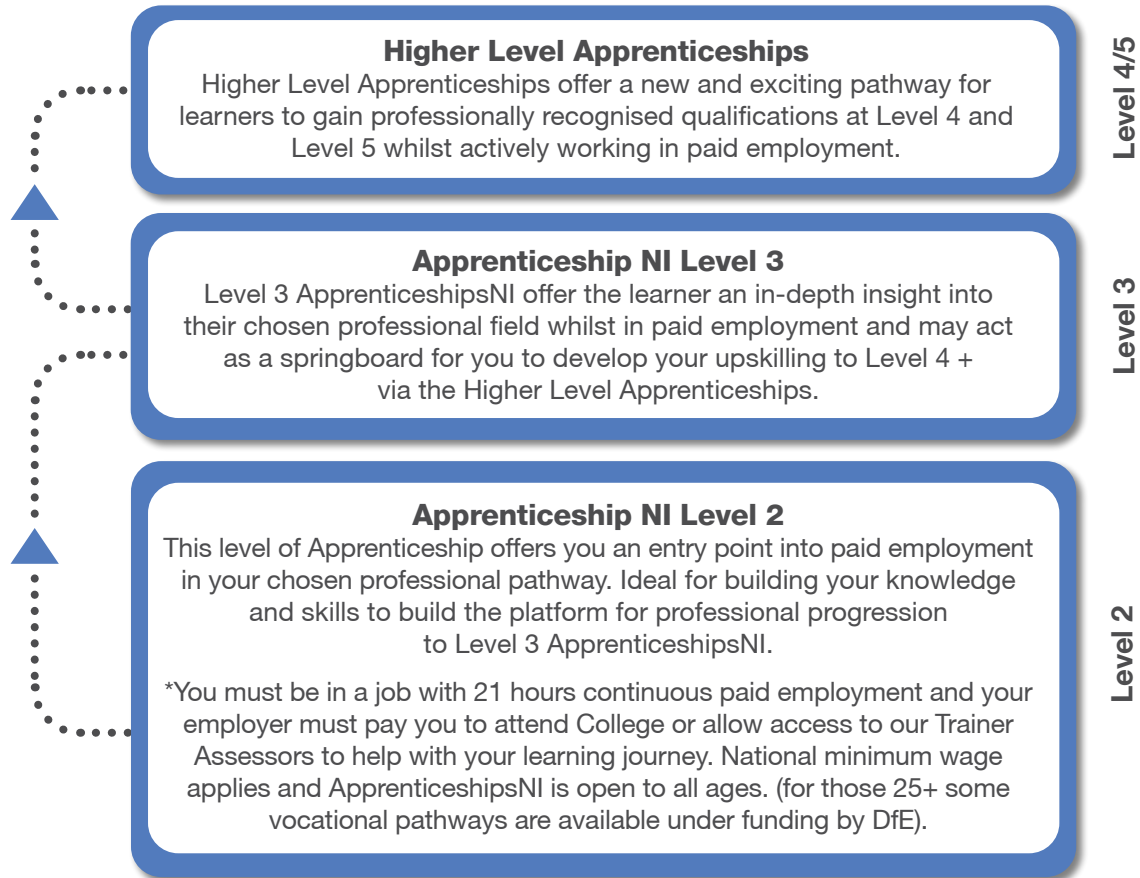 Higher Level Apprenticeships
Higher Level Apprenticeships offer a new and exciting pathway for
learners to gain professionally recognised qualifications at Level 4 and
Level 5 whilst actively working in paid employment.
Level 4/5
Apprenticeship NI Level 3
Level 3 ApprenticeshipsNI offer the learner an in-depth insight into
their chosen professional field whilst in paid employment and may act
as a springboard for you to develop your upskilling to Level 4 +
via the Higher Level Apprenticeships.
Level 3
Apprenticeship NI Level 2
This level of Apprenticeship offers you an entry point into paid employment
in your chosen professional pathway. Ideal for building your knowledge
and skills to build the platform for professional progression
to Level 3 ApprenticeshipsNI.
*You must be in a job with 21 hours continuous paid employment and your
employer must pay you to attend College or allow access to our Trainer
Assessors to help with your learning journey. National minimum wage
applies and ApprenticeshipsNI is open to all ages. (for those 25+ some
vocational pathways are available under funding by DfE).
Level 2